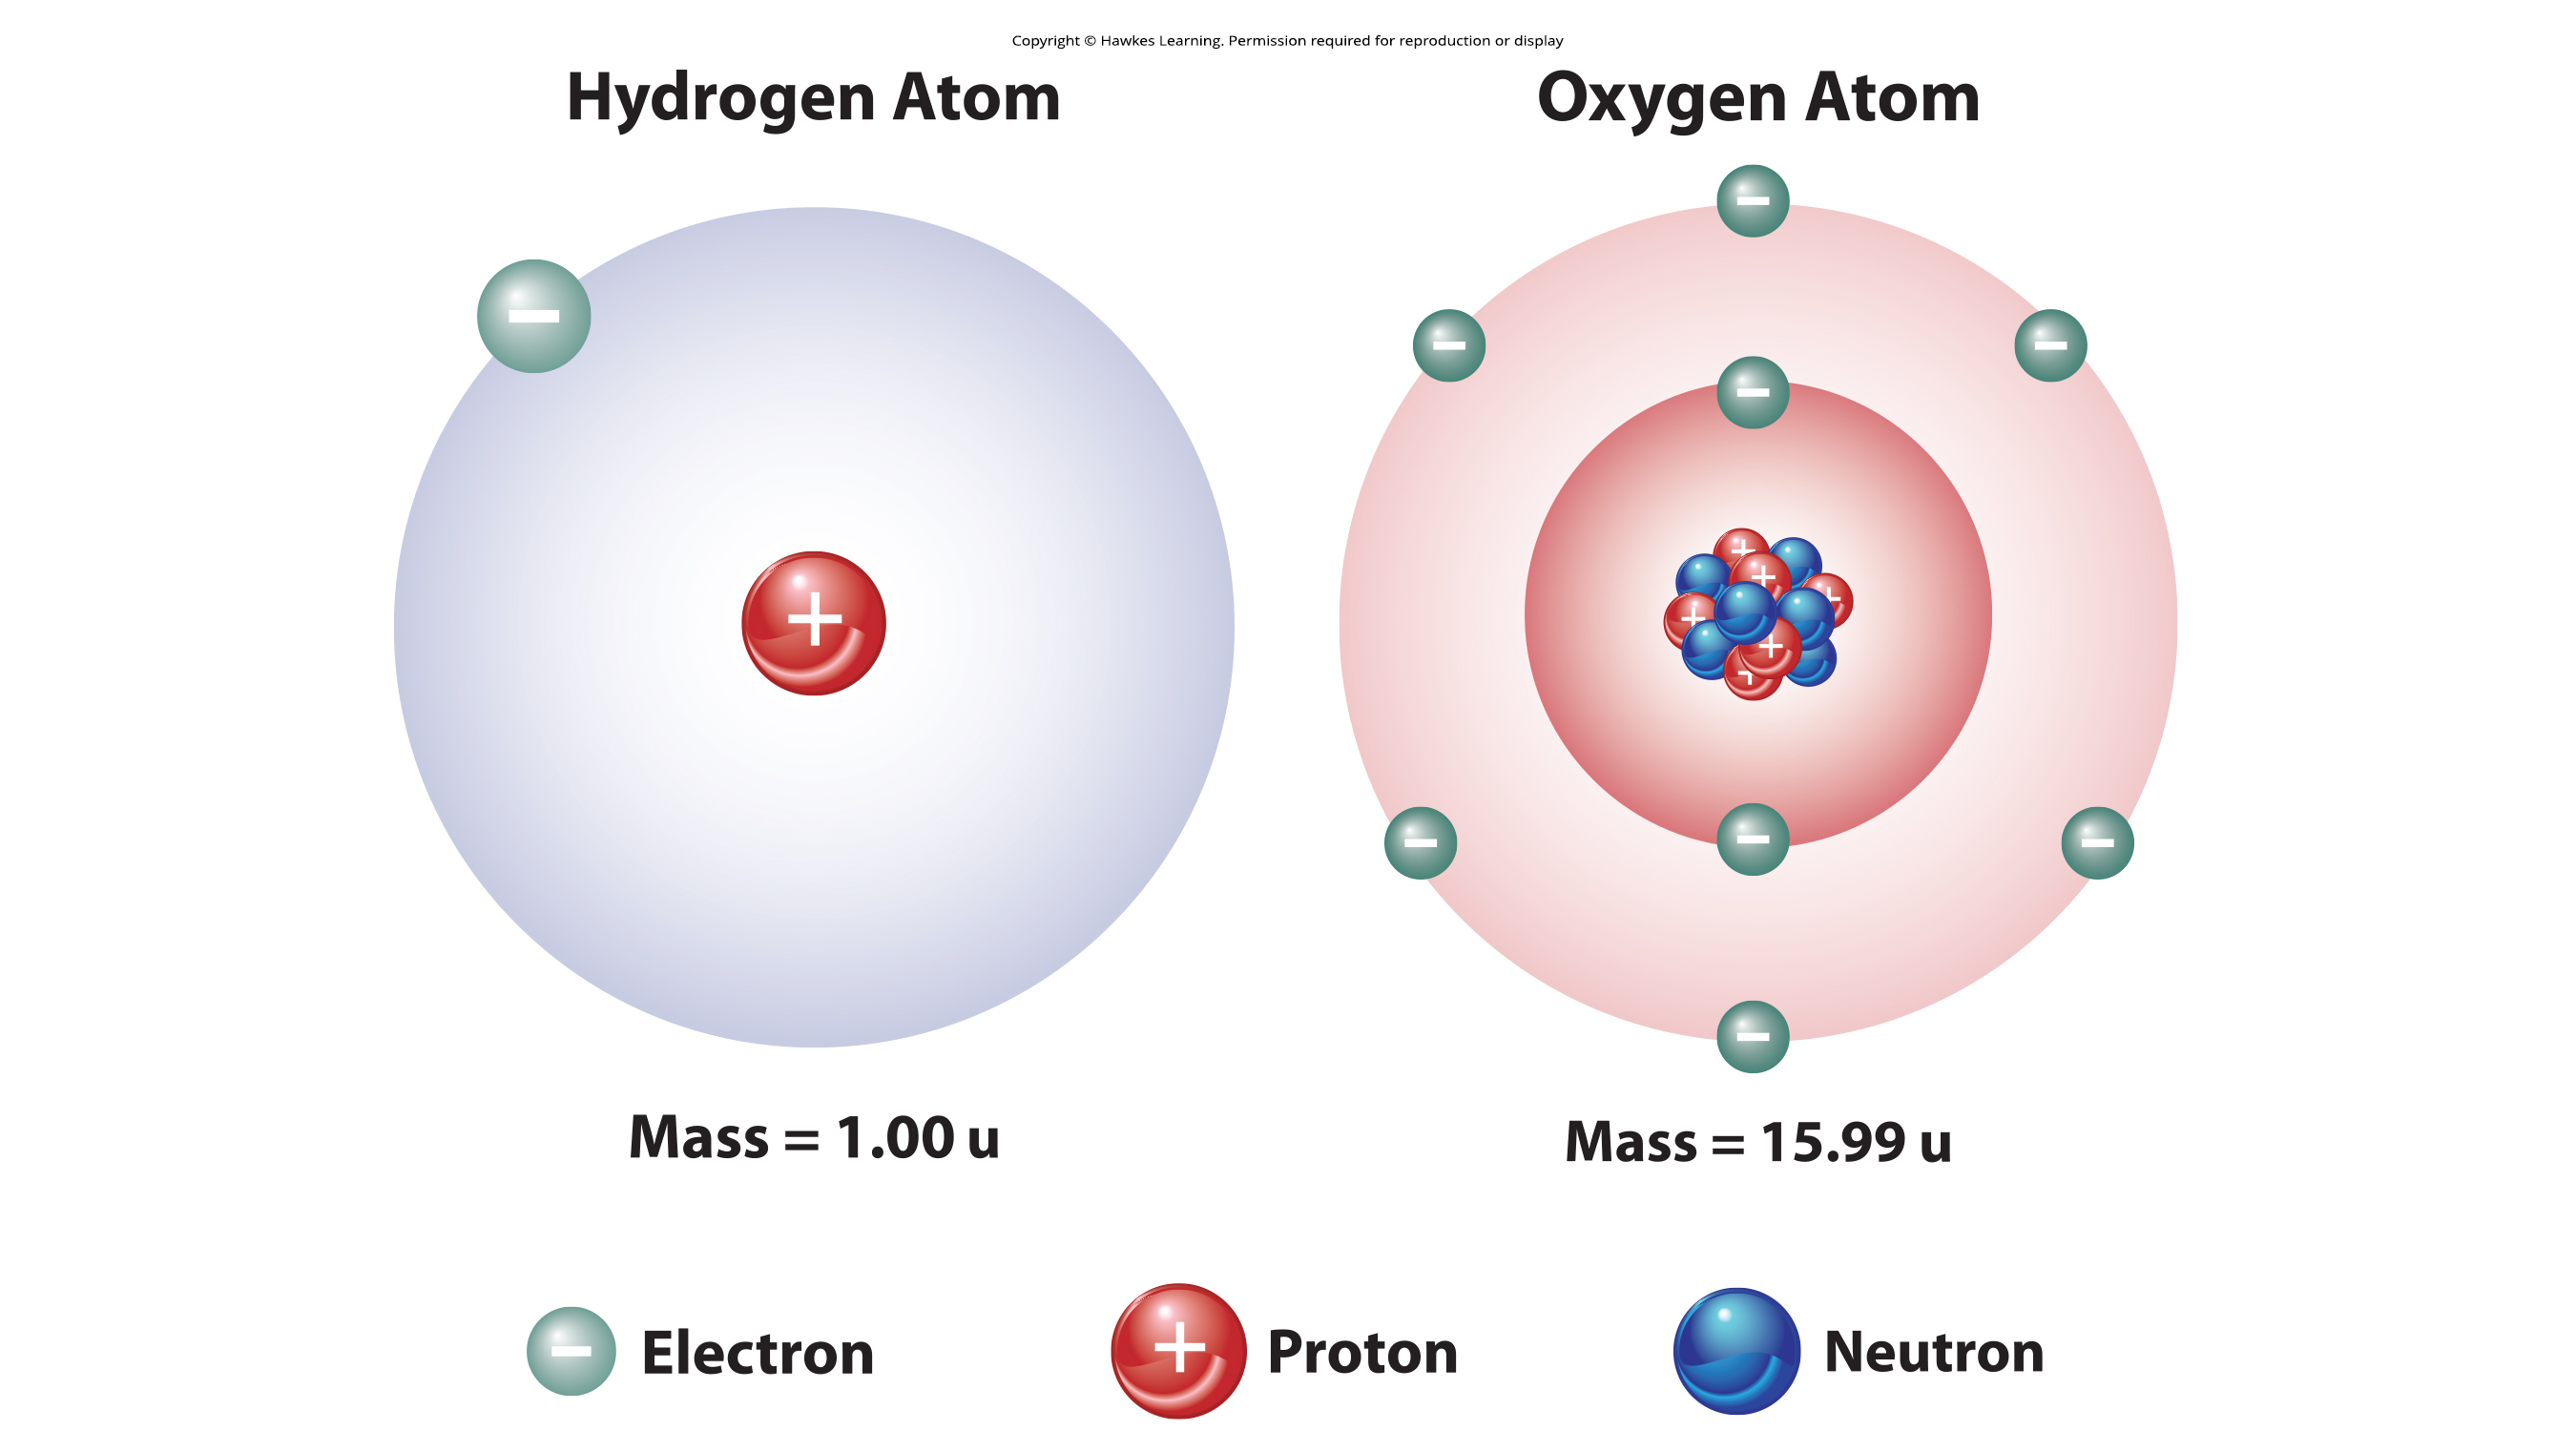 Copyright © Hawkes Learning. Permission required for reproduction or display
Hydrogen Atom
Oxygen Atom
Mass = 1.00 u
Mass = 15.99 u
Electron
Proton
Neutron